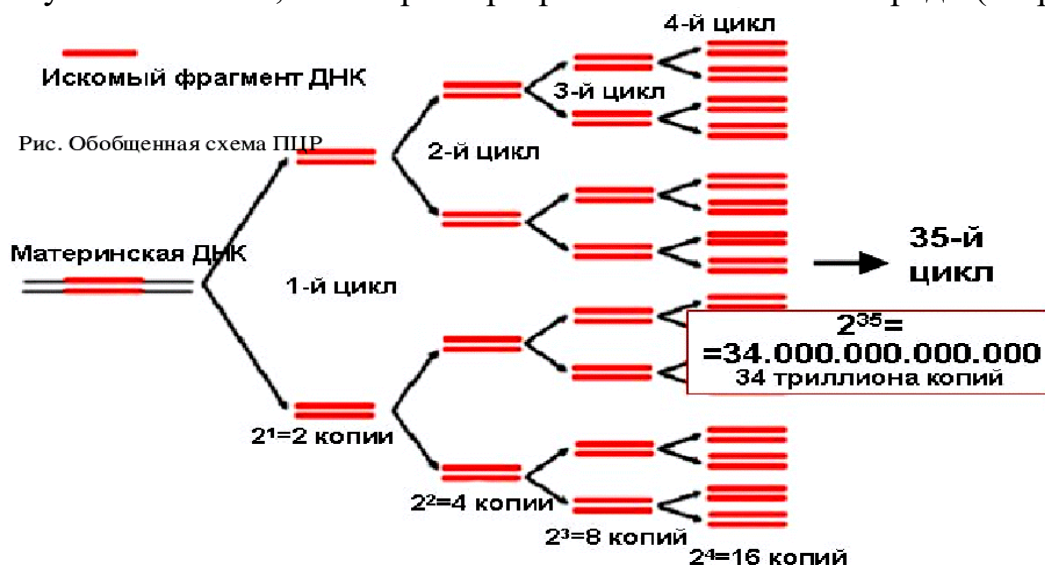 4-й цикл
Искомый фрагмент ДНК
3-й цикл
Рис. Обобщенная схема ПЦР
2-й цикл
Материнская ДНК
35-й
цикл
1-й цикл
2³⁵=
=34.000.000.000.000
34 триллиона копий
2¹=2 копии
2²=4 копии
2³=8 копий
2⁴=16 копий